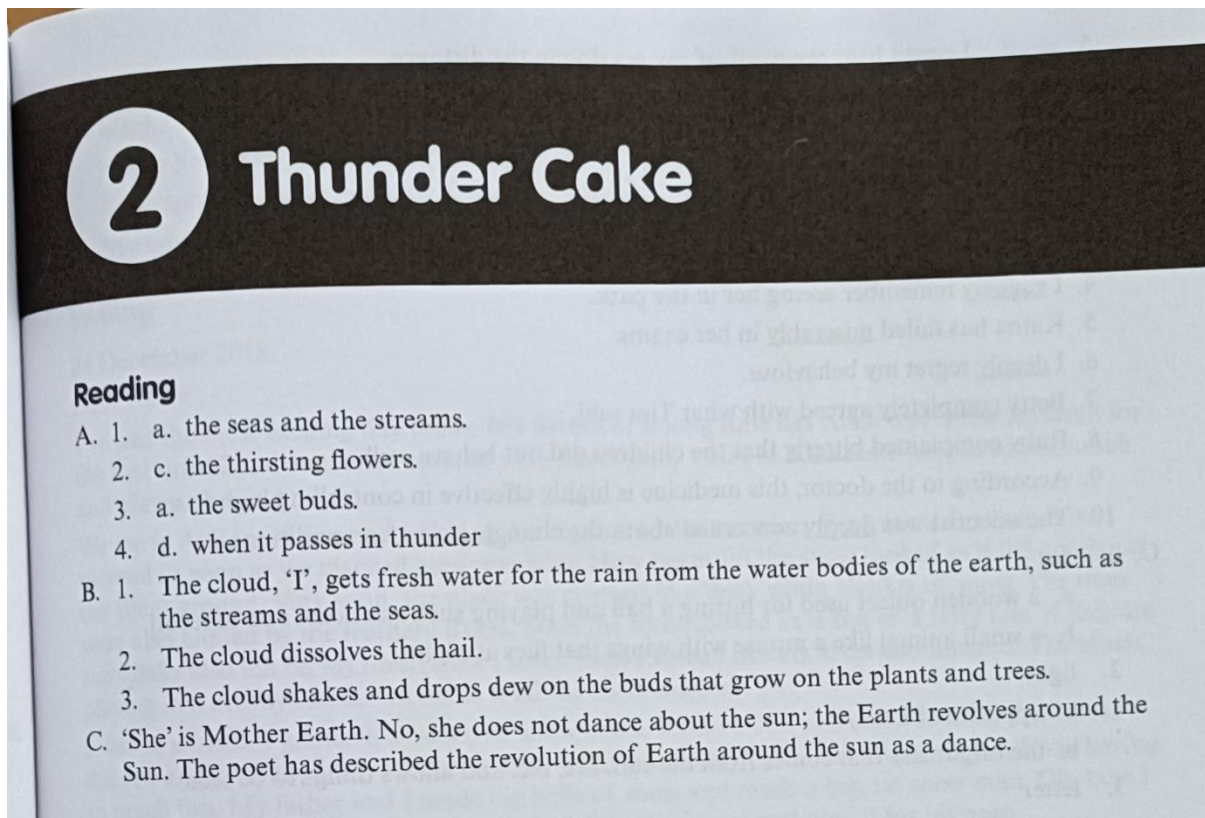 2 Thunder Cake
Reading
A. 1. a. the seas and the streams.
2. c. the thirsting flowers.
3. a. the sweet buds.
4. d. when it passes in thunder
B. 1. The cloud, ‘I’, gets fresh water for the rain from the water bodies of the earth, such as
the streams and the seas.
2. The cloud dissolves the hail.
3. The cloud shakes and drops dew on the buds that grow on the plants and trees.
C. ‘She’ is Mother Earth. No, she does not dance about the sun; the Earth revolves around the
Sun. The poet has described the revolution of Earth around the sun as a dance.